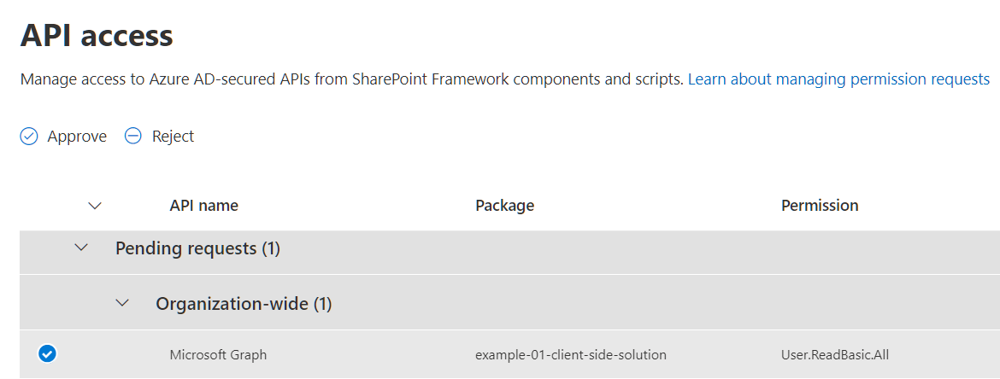 API access
Manage access to Azure AD-secured APIs from SharePoint Framework components and scripts. Learn about managing permission requests
Approve Reject
API name Package Permission
Pending requests (1)
Organization-wide (1)
Microsoft Graph example-01-client-side-solution User.ReadBasic.All